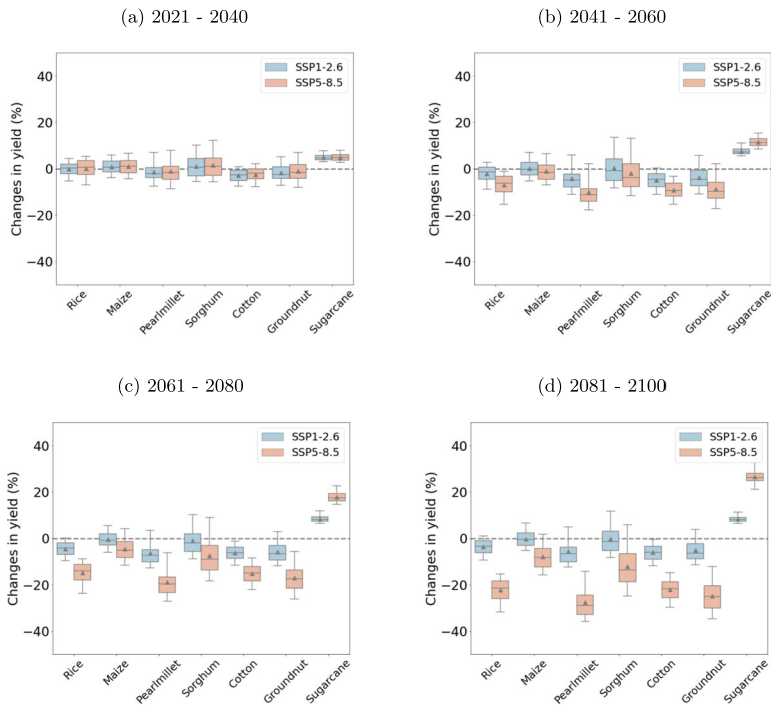 (a) 2021 - 2040
(b) 2041 - 2060
Changes in yield (%)
40
20
0
−20
−40
SSP1-2.6
SSP5-8.5
Rice
Maize
Pearlmillet
Sorghum
Cotton
Groundnut
Sugarcane
Changes in yield (%)
40
20
0
−20
−40
SSP1-2.6
SSP5-8.5
Rice
Maize
Pearlmillet
Sorghum
Cotton
Groundnut
Sugarcane
(c) 2061 - 2080
(d) 2081 - 2100
Changes in yield (%)
40
20
0
−20
−40
SSP1-2.6
SSP5-8.5
Rice
Maize
Pearlmillet
Sorghum
Cotton
Groundnut
Sugarcane
Changes in yield (%)
40
20
0
−20
−40
SSP1-2.6
SSP5-8.5
Rice
Maize
Pearlmillet
Sorghum
Cotton
Groundnut
Sugarcane